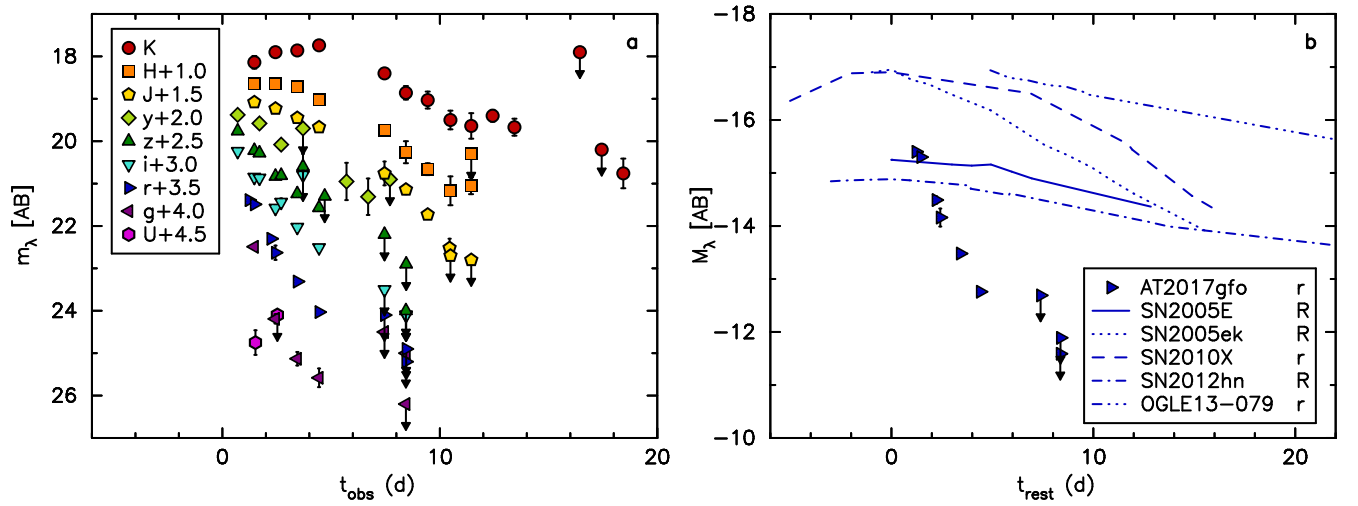 18
20
22
24
26
m_λ [AB]
0
10
20
t_obs (d)
a
K
H+1.0
J+1.5
y+2.0
z+2.5
i+3.0
r+3.5
g+4.0
U+4.5
-18
-16
-14
-12
-10
M_λ [AB]
0
10
20
t_rest (d)
b
AT2017gfo r
SN2005E R
SN2005ek R
SN2010X r
SN2012hn R
OGLE13-079 r